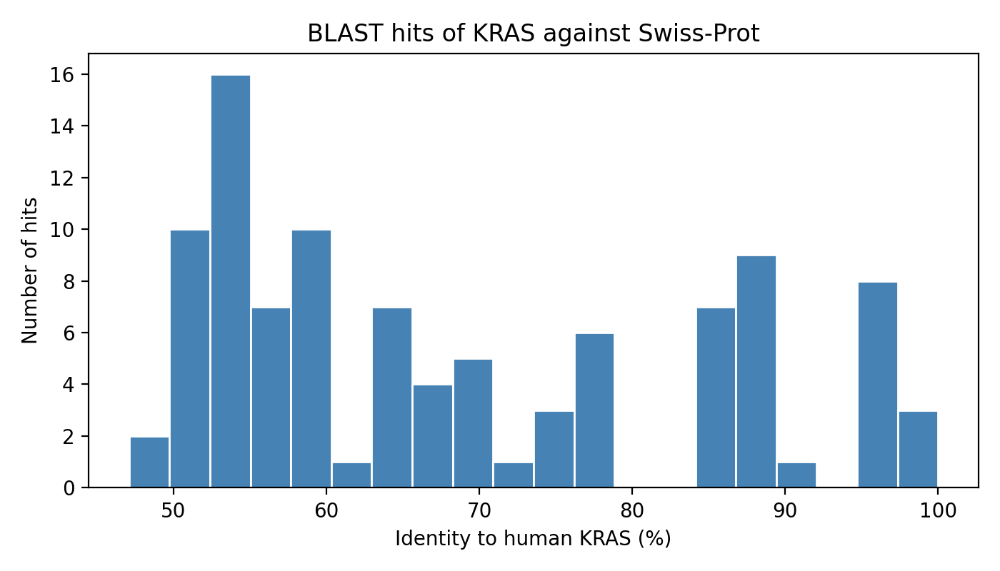 BLAST hits of KRAS against Swiss-Prot
16
14
12
10
8
6
4
2
0
Number of hits
50 60 70 80 90 100
Identity to human KRAS (%)